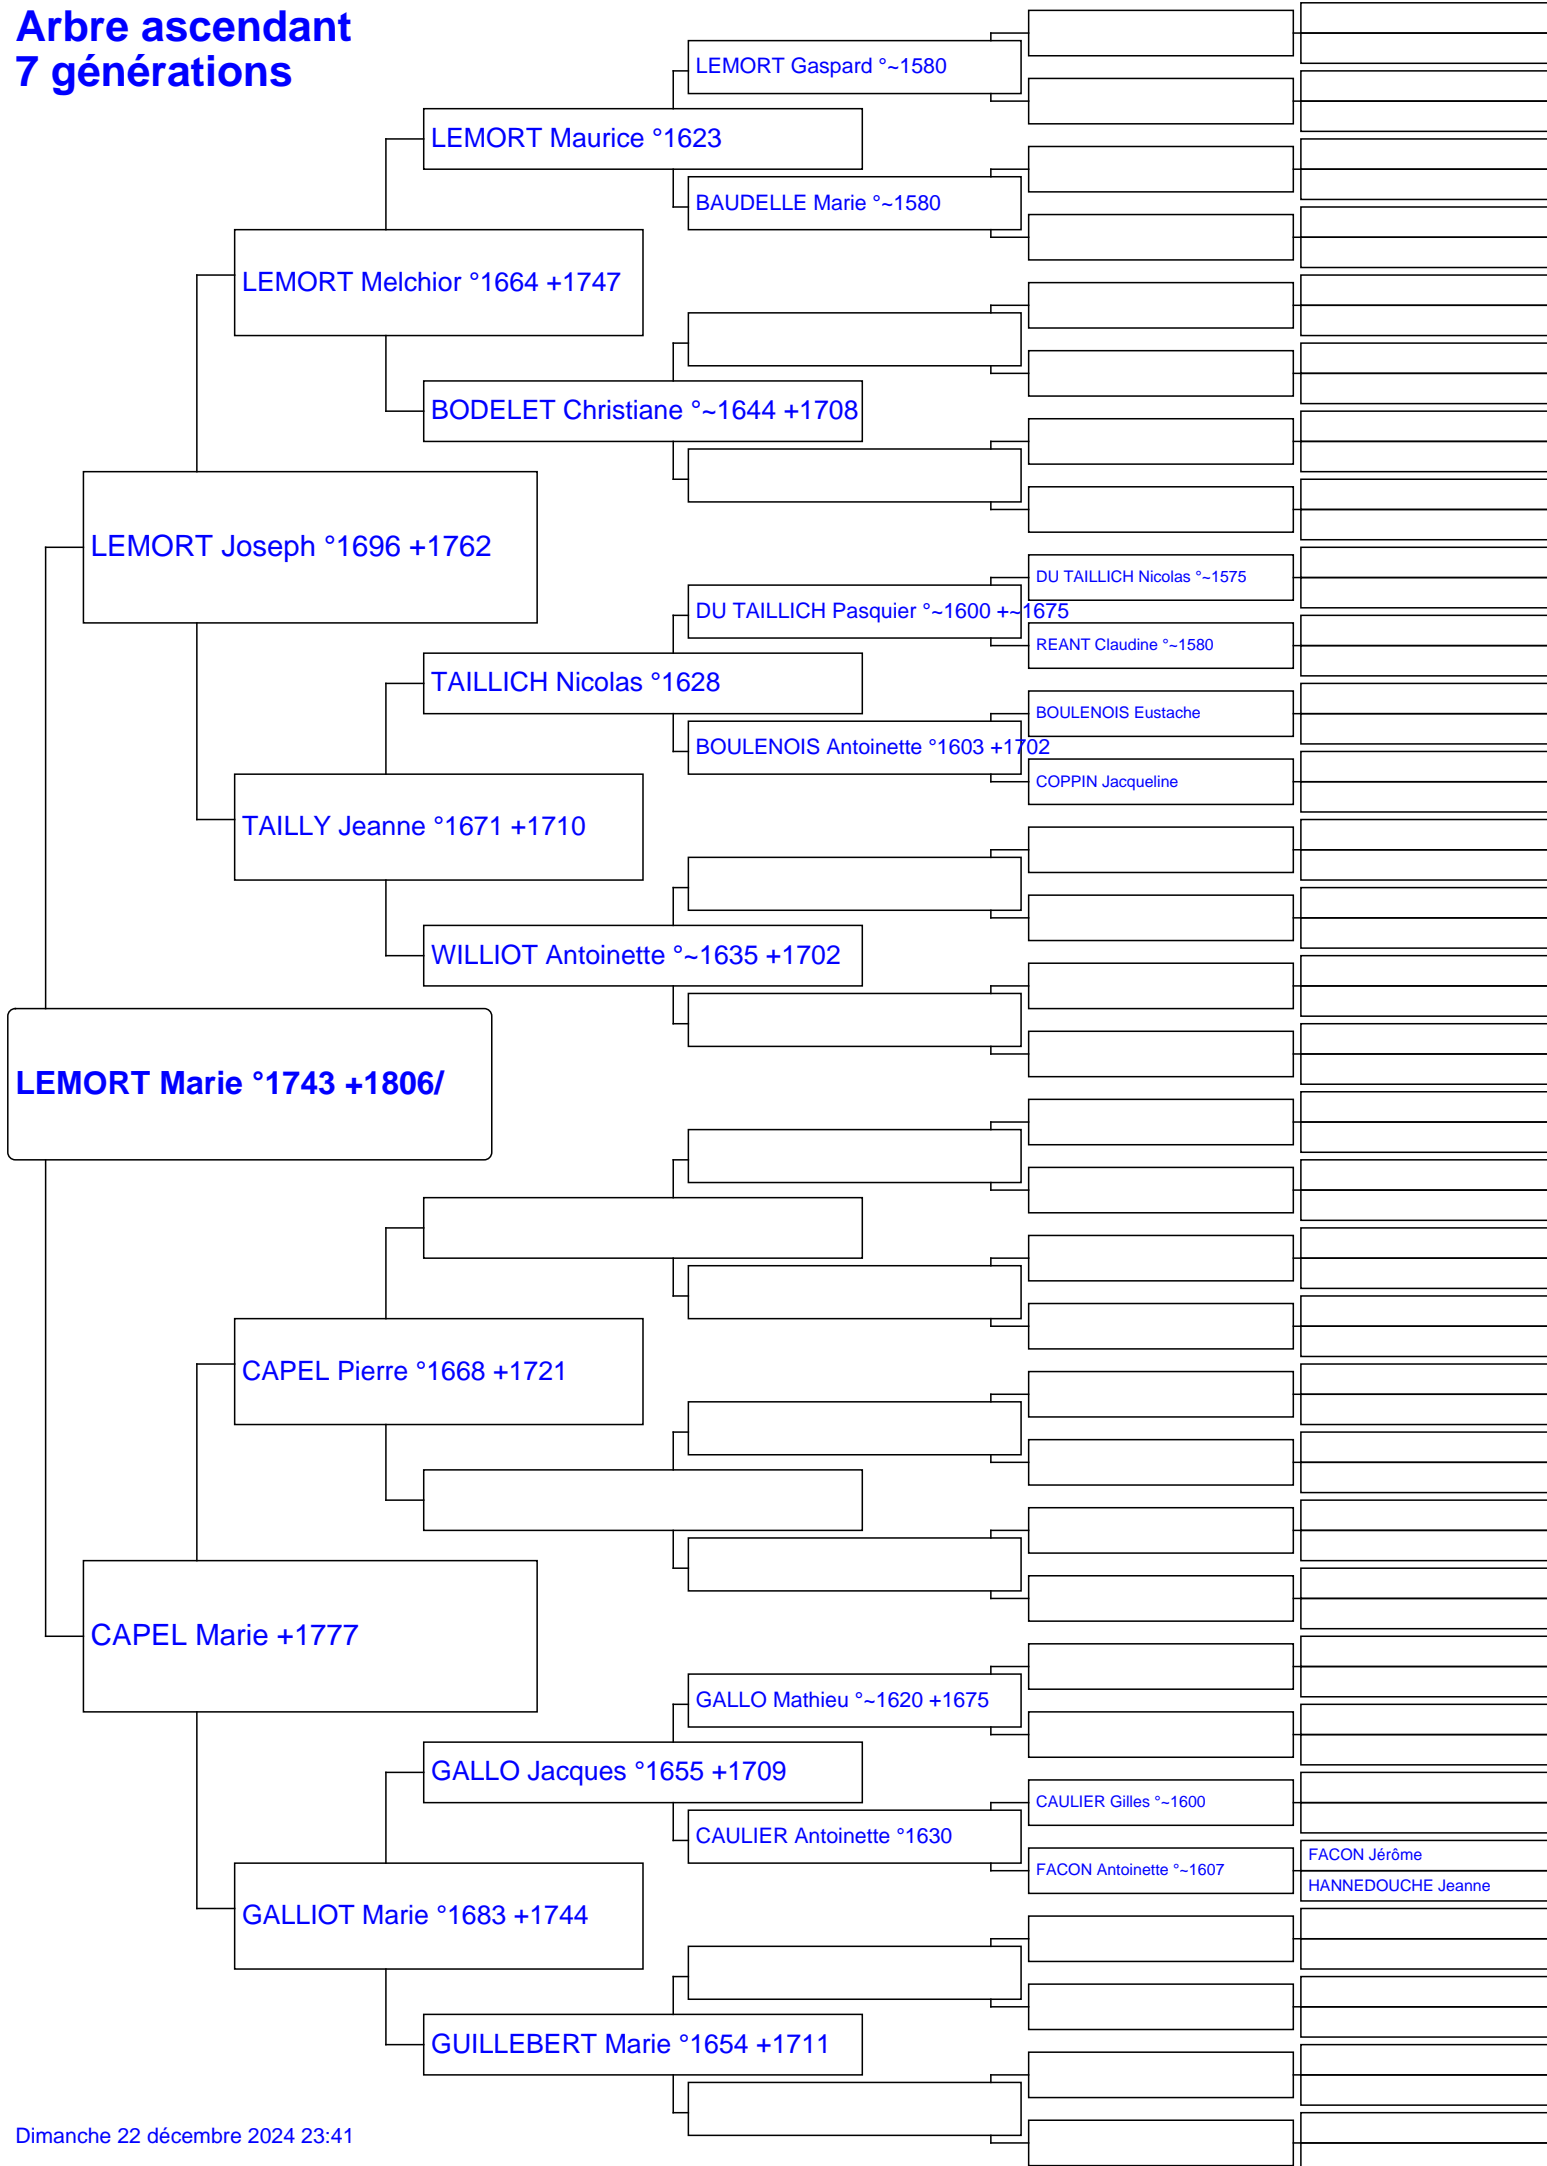 Arbre ascendant
7 générations
LEMORT Gaspard °~1580
LEMORT Maurice °1623
BAUDELLE Marie °~1580
LEMORT Melchior °1664 +1747
BODELET Christiane °~1644 +1708
LEMORT Joseph °1696 +1762
DU TAILLICH Nicolas °~1575
DU TAILLICH Pasquier °~1600 +~1675
REANT Claudine °~1580
TAILLICH Nicolas °1628
BOULENOIS Eustache
BOULENOIS Antoinette °1603 +1702
COPPIN Jacqueline
TAILLY Jeanne °1671 +1710
WILLIOT Antoinette °~1635 +1702
LEMORT Marie °1743 +1806/
CAPEL Pierre °1668 +1721
CAPEL Marie +1777
GALLO Mathieu °~1620 +1675
GALLO Jacques °1655 +1709
CAULIER Gilles °~1600
CAULIER Antoinette °1630
FACON Jérôme
FACON Antoinette °~1607
HANNEDOUCHE Jeanne
GALLIOT Marie °1683 +1744
GUILLEBERT Marie °1654 +1711
Dimanche 22 décembre 2024 23:41